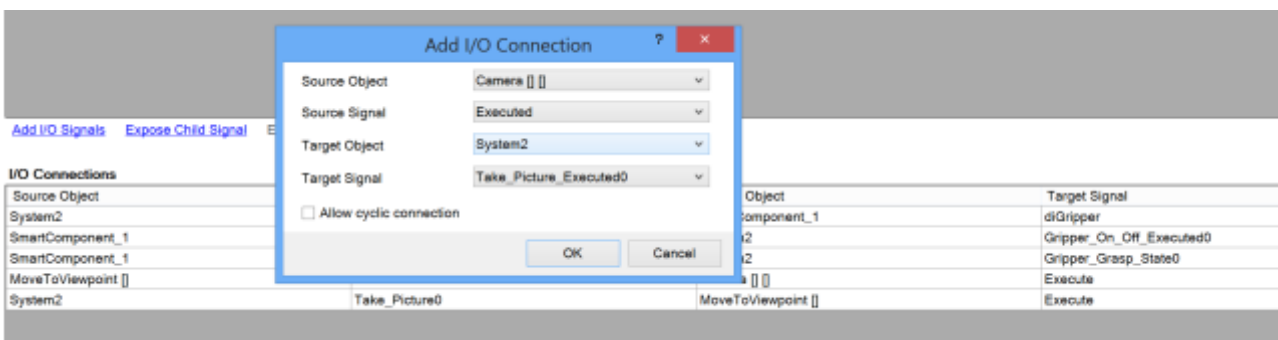 Add I/O Connection ? ×
Source Object Camera [] []
Source Signal Executed
Add I/O Signals Expose Child Signal E
Target Object System2
Target Signal Take_Picture_Executed0
I/O Connections
Source Object Object Target Signal
Allow cyclic connection
System2 component_1 diGripper
SmartComponent_1 2 Gripper_On_Off_Executed0
OK Cancel
SmartComponent_1 2 Gripper_Grasp_State0
MoveToViewpoint [] [] [] Execute
System2 Take_Picture0 MoveToViewpoint [] Execute